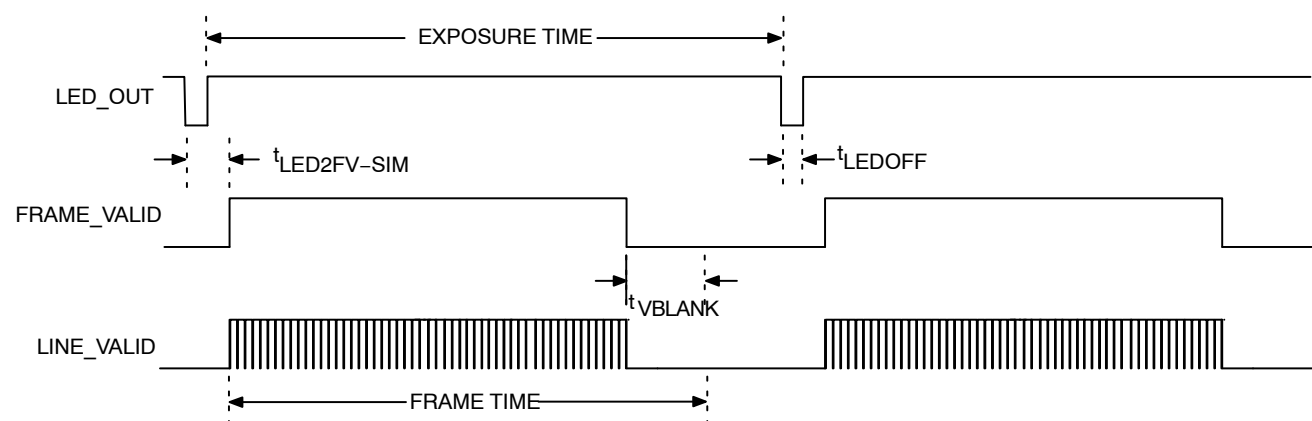 EXPOSURE TIME
LED_OUT
tLED2FV–SIM
tLEDOFF
FRAME_VALID
tVBLANK
LINE_VALID
FRAME TIME